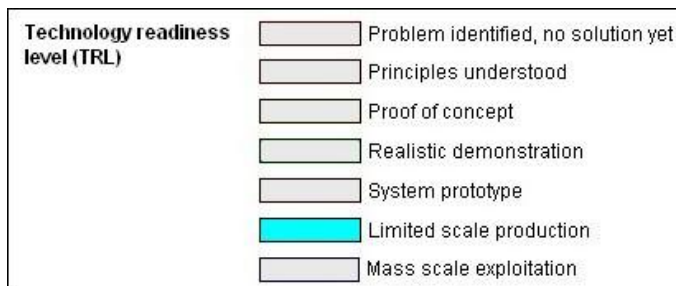 Technology readiness
level (TRL)
Problem identified, no solution yet
Principles understood
Proof of concept
Realistic demonstration
System prototype
Limited scale production
Mass scale exploitation